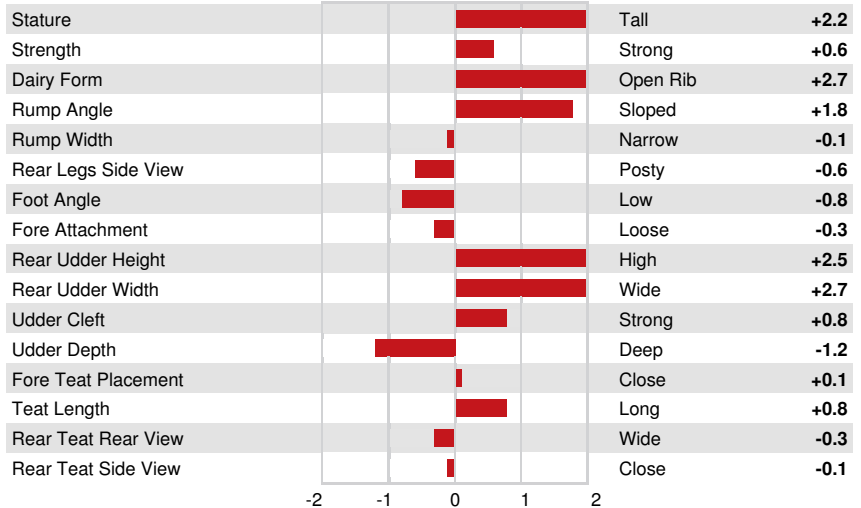 Stature Tall +2.2
Strength Strong +0.6
Dairy Form Open Rib +2.7
Rump Angle Sloped +1.8
Rump Width Narrow -0.1
Rear Legs Side View Posty -0.6
Foot Angle Low -0.8
Fore Attachment Loose -0.3
Rear Udder Height High +2.5
Rear Udder Width Wide +2.7
Udder Cleft Strong +0.8
Udder Depth Deep -1.2
Fore Teat Placement Close +0.1
Teat Length Long +0.8
Rear Teat Rear View Wide -0.3
Rear Teat Side View Close -0.1
-2 -1 0 1 2